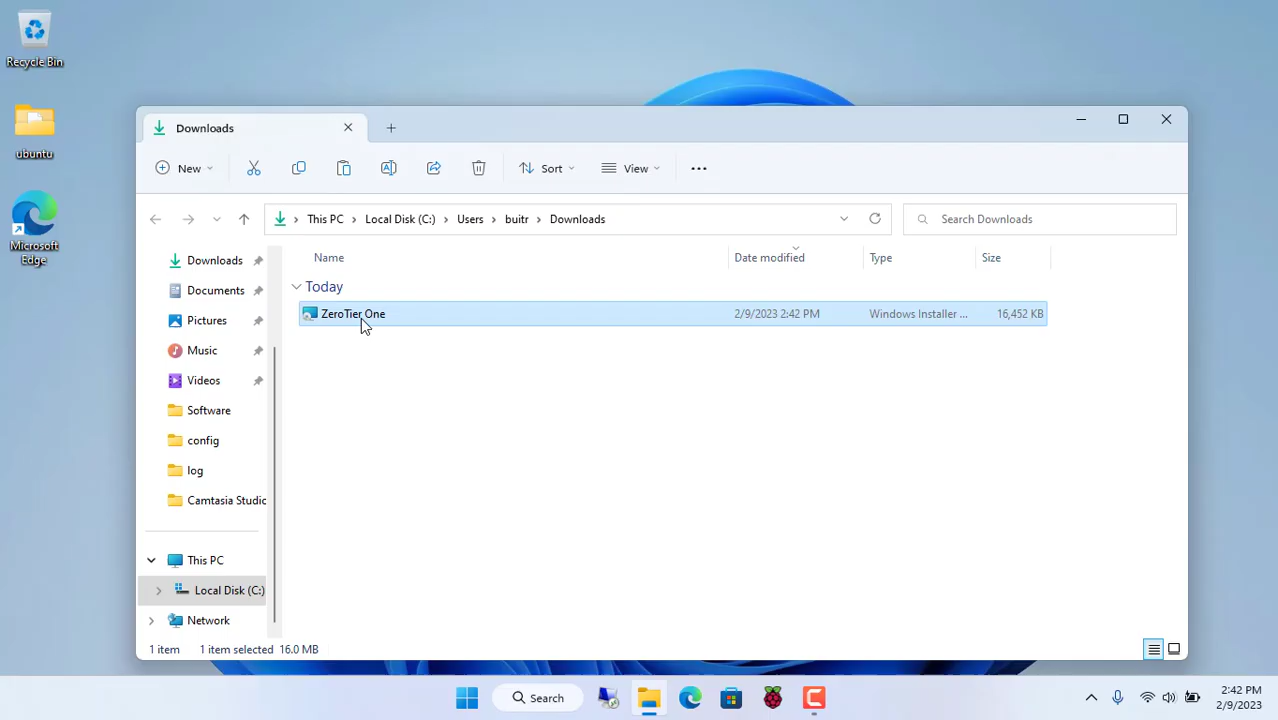 Recycle Bin
ubuntu
Microsoft
Edge
Downloads
New
Sort
View
This PC
Local Disk (C:)
Users
buitr
Downloads
Search Downloads
Downloads
Documents
Pictures
Music
Videos
Software
config
log
Camtasia Studio
This PC
Local Disk (C:)
Network
Name
Date modified
Type
Size
Today
ZeroTier One
2/9/2023 2:42 PM
Windows Installer ...
16,452 KB
1 item
1 item selected 16.0 MB
Search
2:42 PM
2/9/2023